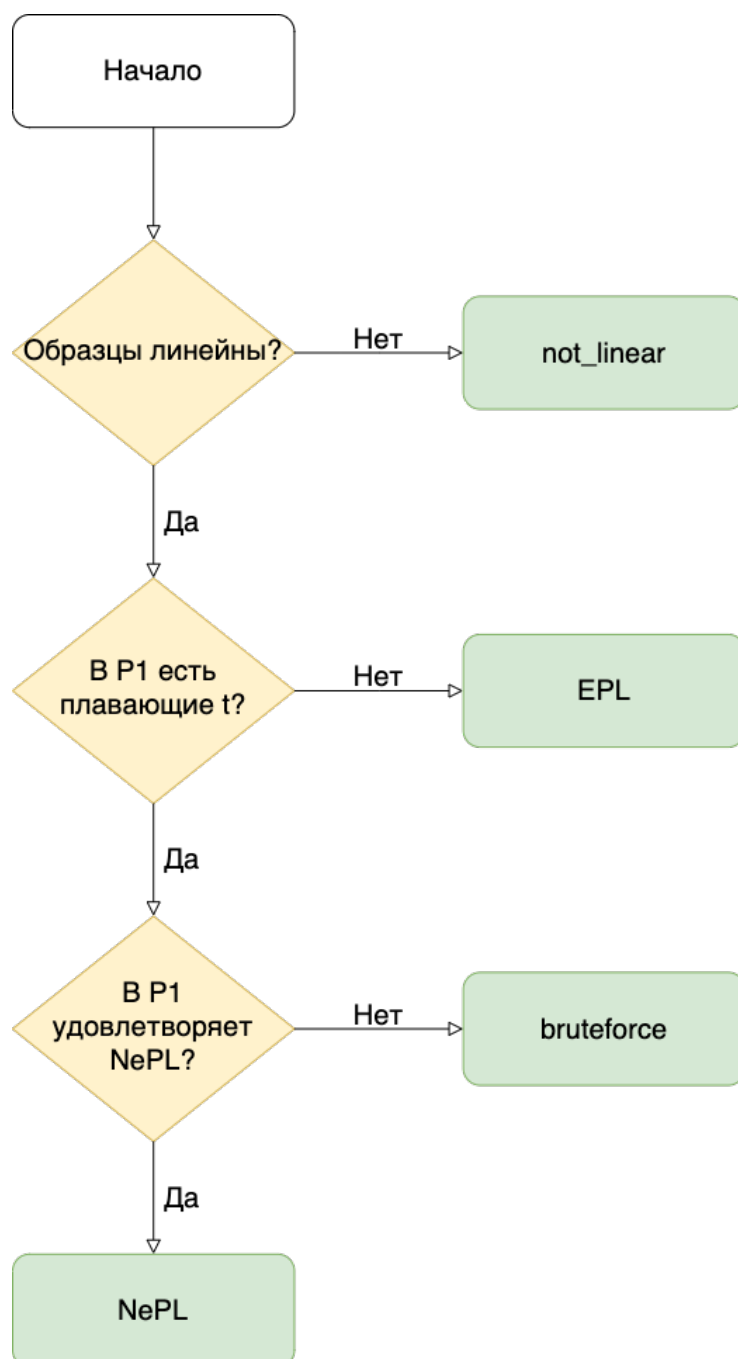 Начало
Образцы линейны?
Нет
not_linear
Да
В P1 есть
плавающие t?
Нет
EPL
Да
В P1
удовлетворяет
NePL?
Нет
bruteforce
Да
NePL